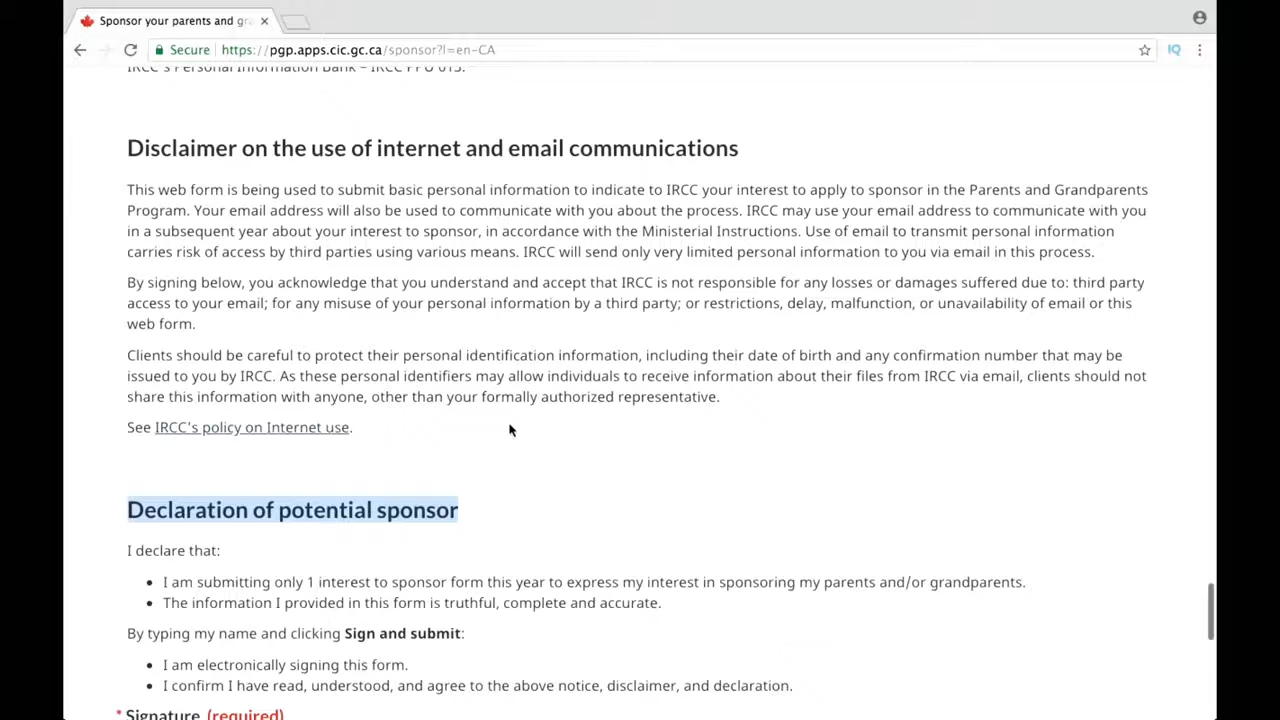 Sponsor your parents and gra
Secure https://pgp.apps.cic.gc.ca/sponsor?l=en-CA
IRCC's Personal Information Bank – IRCC PPU 013.
Disclaimer on the use of internet and email communications
This web form is being used to submit basic personal information to indicate to IRCC your interest to apply to sponsor in the Parents and Grandparents
Program. Your email address will also be used to communicate with you about the process. IRCC may use your email address to communicate with you
in a subsequent year about your interest to sponsor, in accordance with the Ministerial Instructions. Use of email to transmit personal information
carries risk of access by third parties using various means. IRCC will send only very limited personal information to you via email in this process.
By signing below, you acknowledge that you understand and accept that IRCC is not responsible for any losses or damages suffered due to: third party
access to your email; for any misuse of your personal information by a third party; or restrictions, delay, malfunction, or unavailability of email or this
web form.
Clients should be careful to protect their personal identification information, including their date of birth and any confirmation number that may be
issued to you by IRCC. As these personal identifiers may allow individuals to receive information about their files from IRCC via email, clients should not
share this information with anyone, other than your formally authorized representative.
See IRCC's policy on Internet use.
Declaration of potential sponsor
I declare that:
• I am submitting only 1 interest to sponsor form this year to express my interest in sponsoring my parents and/or grandparents.
• The information I provided in this form is truthful, complete and accurate.
By typing my name and clicking Sign and submit:
• I am electronically signing this form.
• I confirm I have read, understood, and agree to the above notice, disclaimer, and declaration.
* Signature (required)